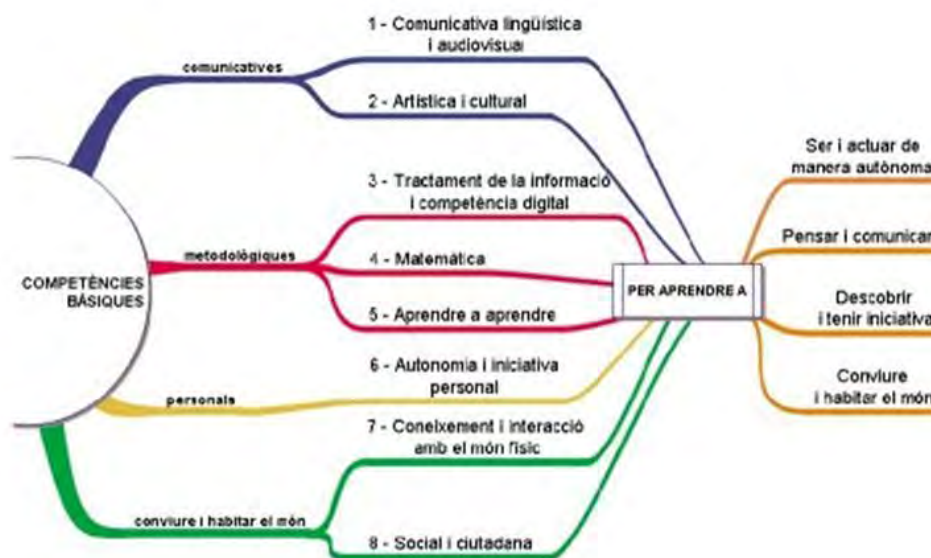 COMPETÈNCIES
BÀSIQUES
comunicatives
1 - Comunicativa lingüística
i audiovisual
2 - Artística i cultural
metodològiques
3 - Tractament de la informació
i competència digital
4 - Matemàtica
5 - Aprendre a aprendre
personals
6 - Autonomia i iniciativa
personal
conviure i habitar el món
7 - Coneixement i interacció
amb el món físic
8 - Social i ciutadana
PER APRENDRE A
Ser i actuar de
manera autònoma
Pensar i comunicar
Descobrir
i tenir iniciativa
Conviure
i habitar el món